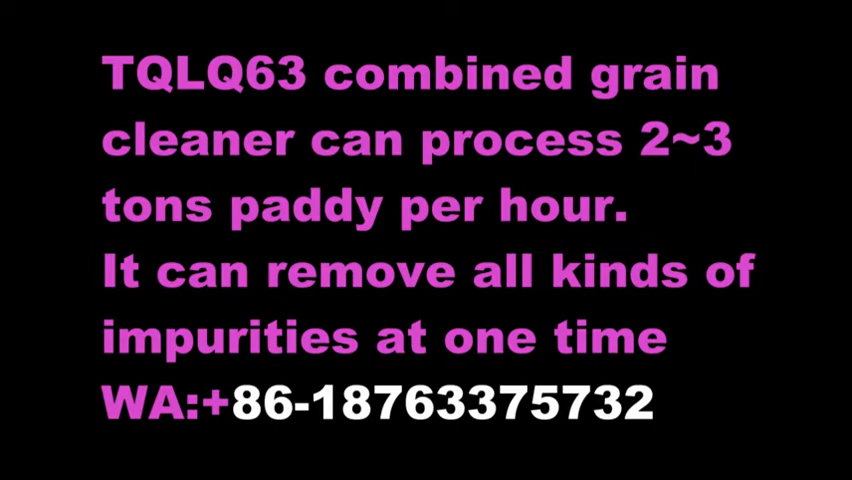 TQLQ63 combined grain
cleaner can process 2~3
tons paddy per hour.
It can remove all kinds of
impurities at one time
WA:+86-18763375732